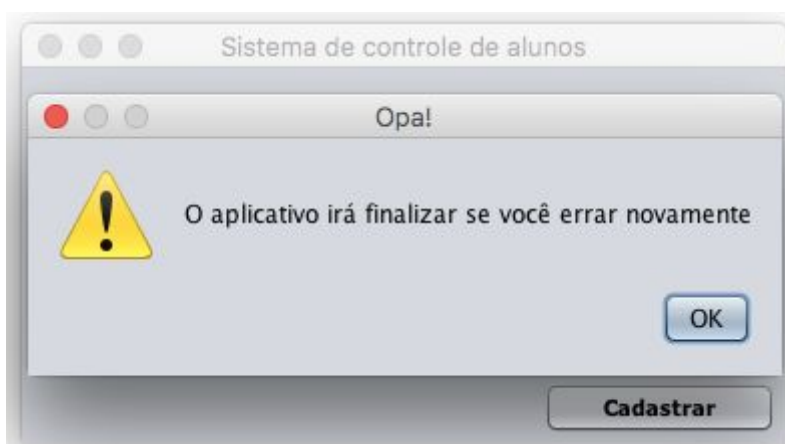 Sistema de controle de alunos
Opa!
O aplicativo irá finalizar se você errar novamente
OK
Cadastrar